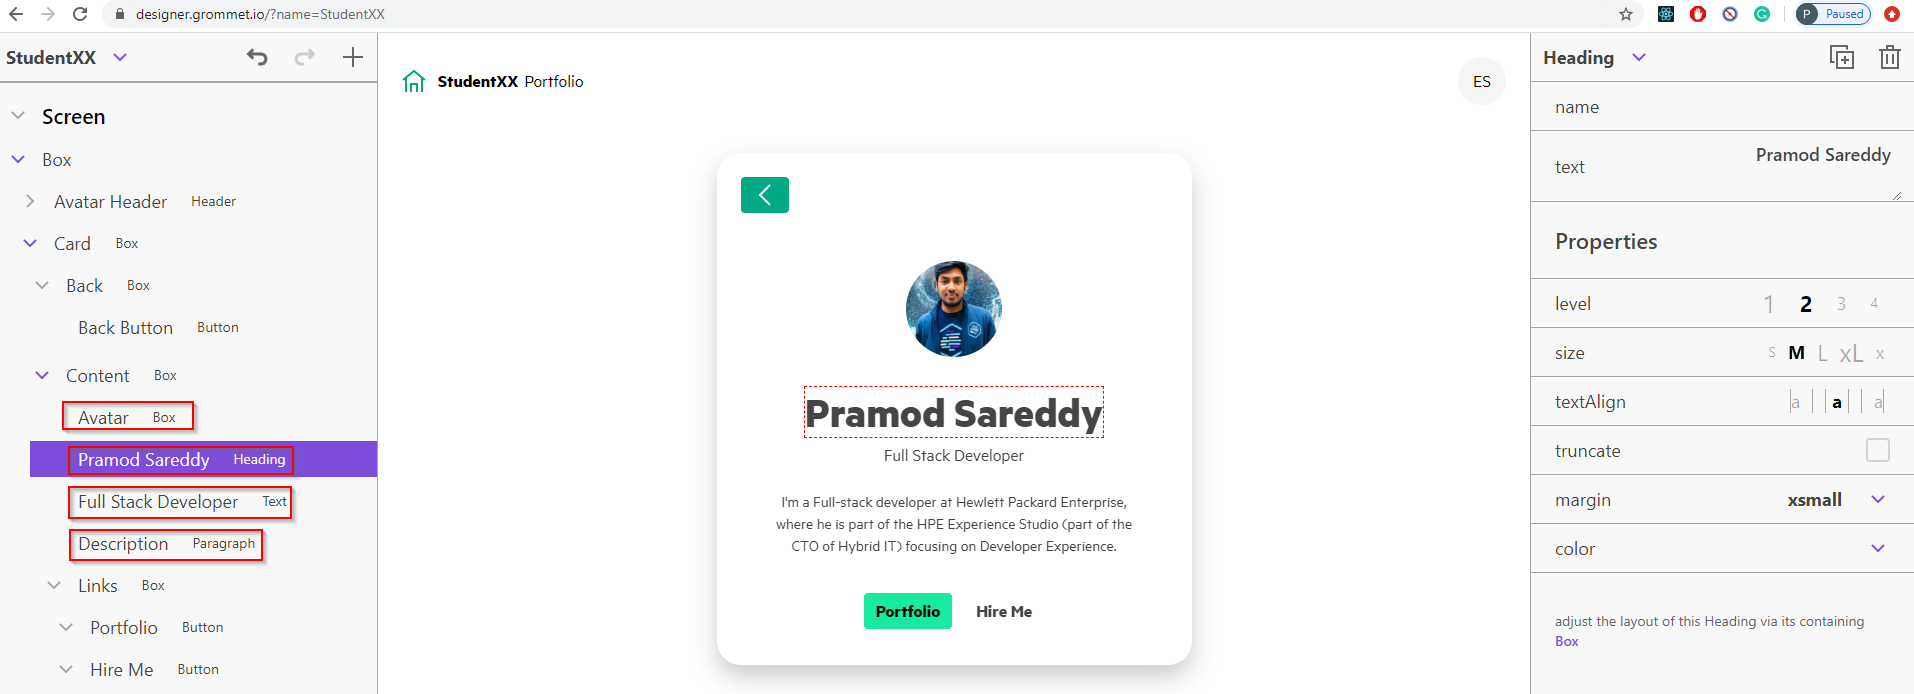 designer.grommet.io/?name=StudentXX
P Paused
StudentXX
Screen
Box
Avatar Header Header
Card Box
Back Box
Back Button Button
Content Box
Avatar Box
Pramod Sareddy Heading
Full Stack Developer Text
Description Paragraph
Links Box
Portfolio Button
Hire Me Button
StudentXX Portfolio
ES
Pramod Sareddy
Full Stack Developer
I'm a Full-stack developer at Hewlett Packard Enterprise,
where he is part of the HPE Experience Studio (part of the
CTO of Hybrid IT) focusing on Developer Experience.
Portfolio Hire Me
Heading
name
text Pramod Sareddy
Properties
level 1 2 3 4
size S M L xL x
textAlign a a a
truncate
margin xsmall
color
adjust the layout of this Heading via its containing
Box